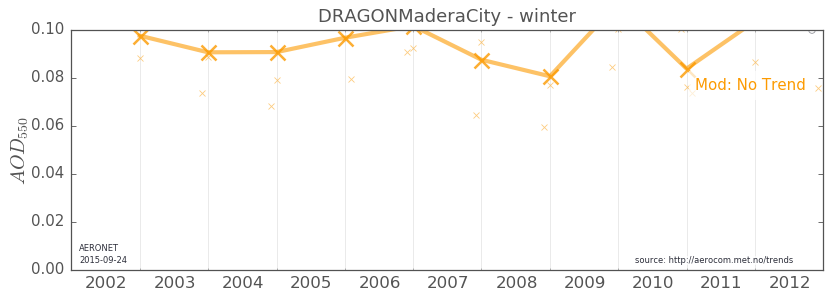 DRAGONMaderaCity - winter
0.10
0.08
0.06
0.04
0.02
0.00
AOD550
Mod: No Trend
AERONET
2015-09-24
source: http://aerocom.met.no/trends
2002 2003 2004 2005 2006 2007 2008 2009 2010 2011 2012